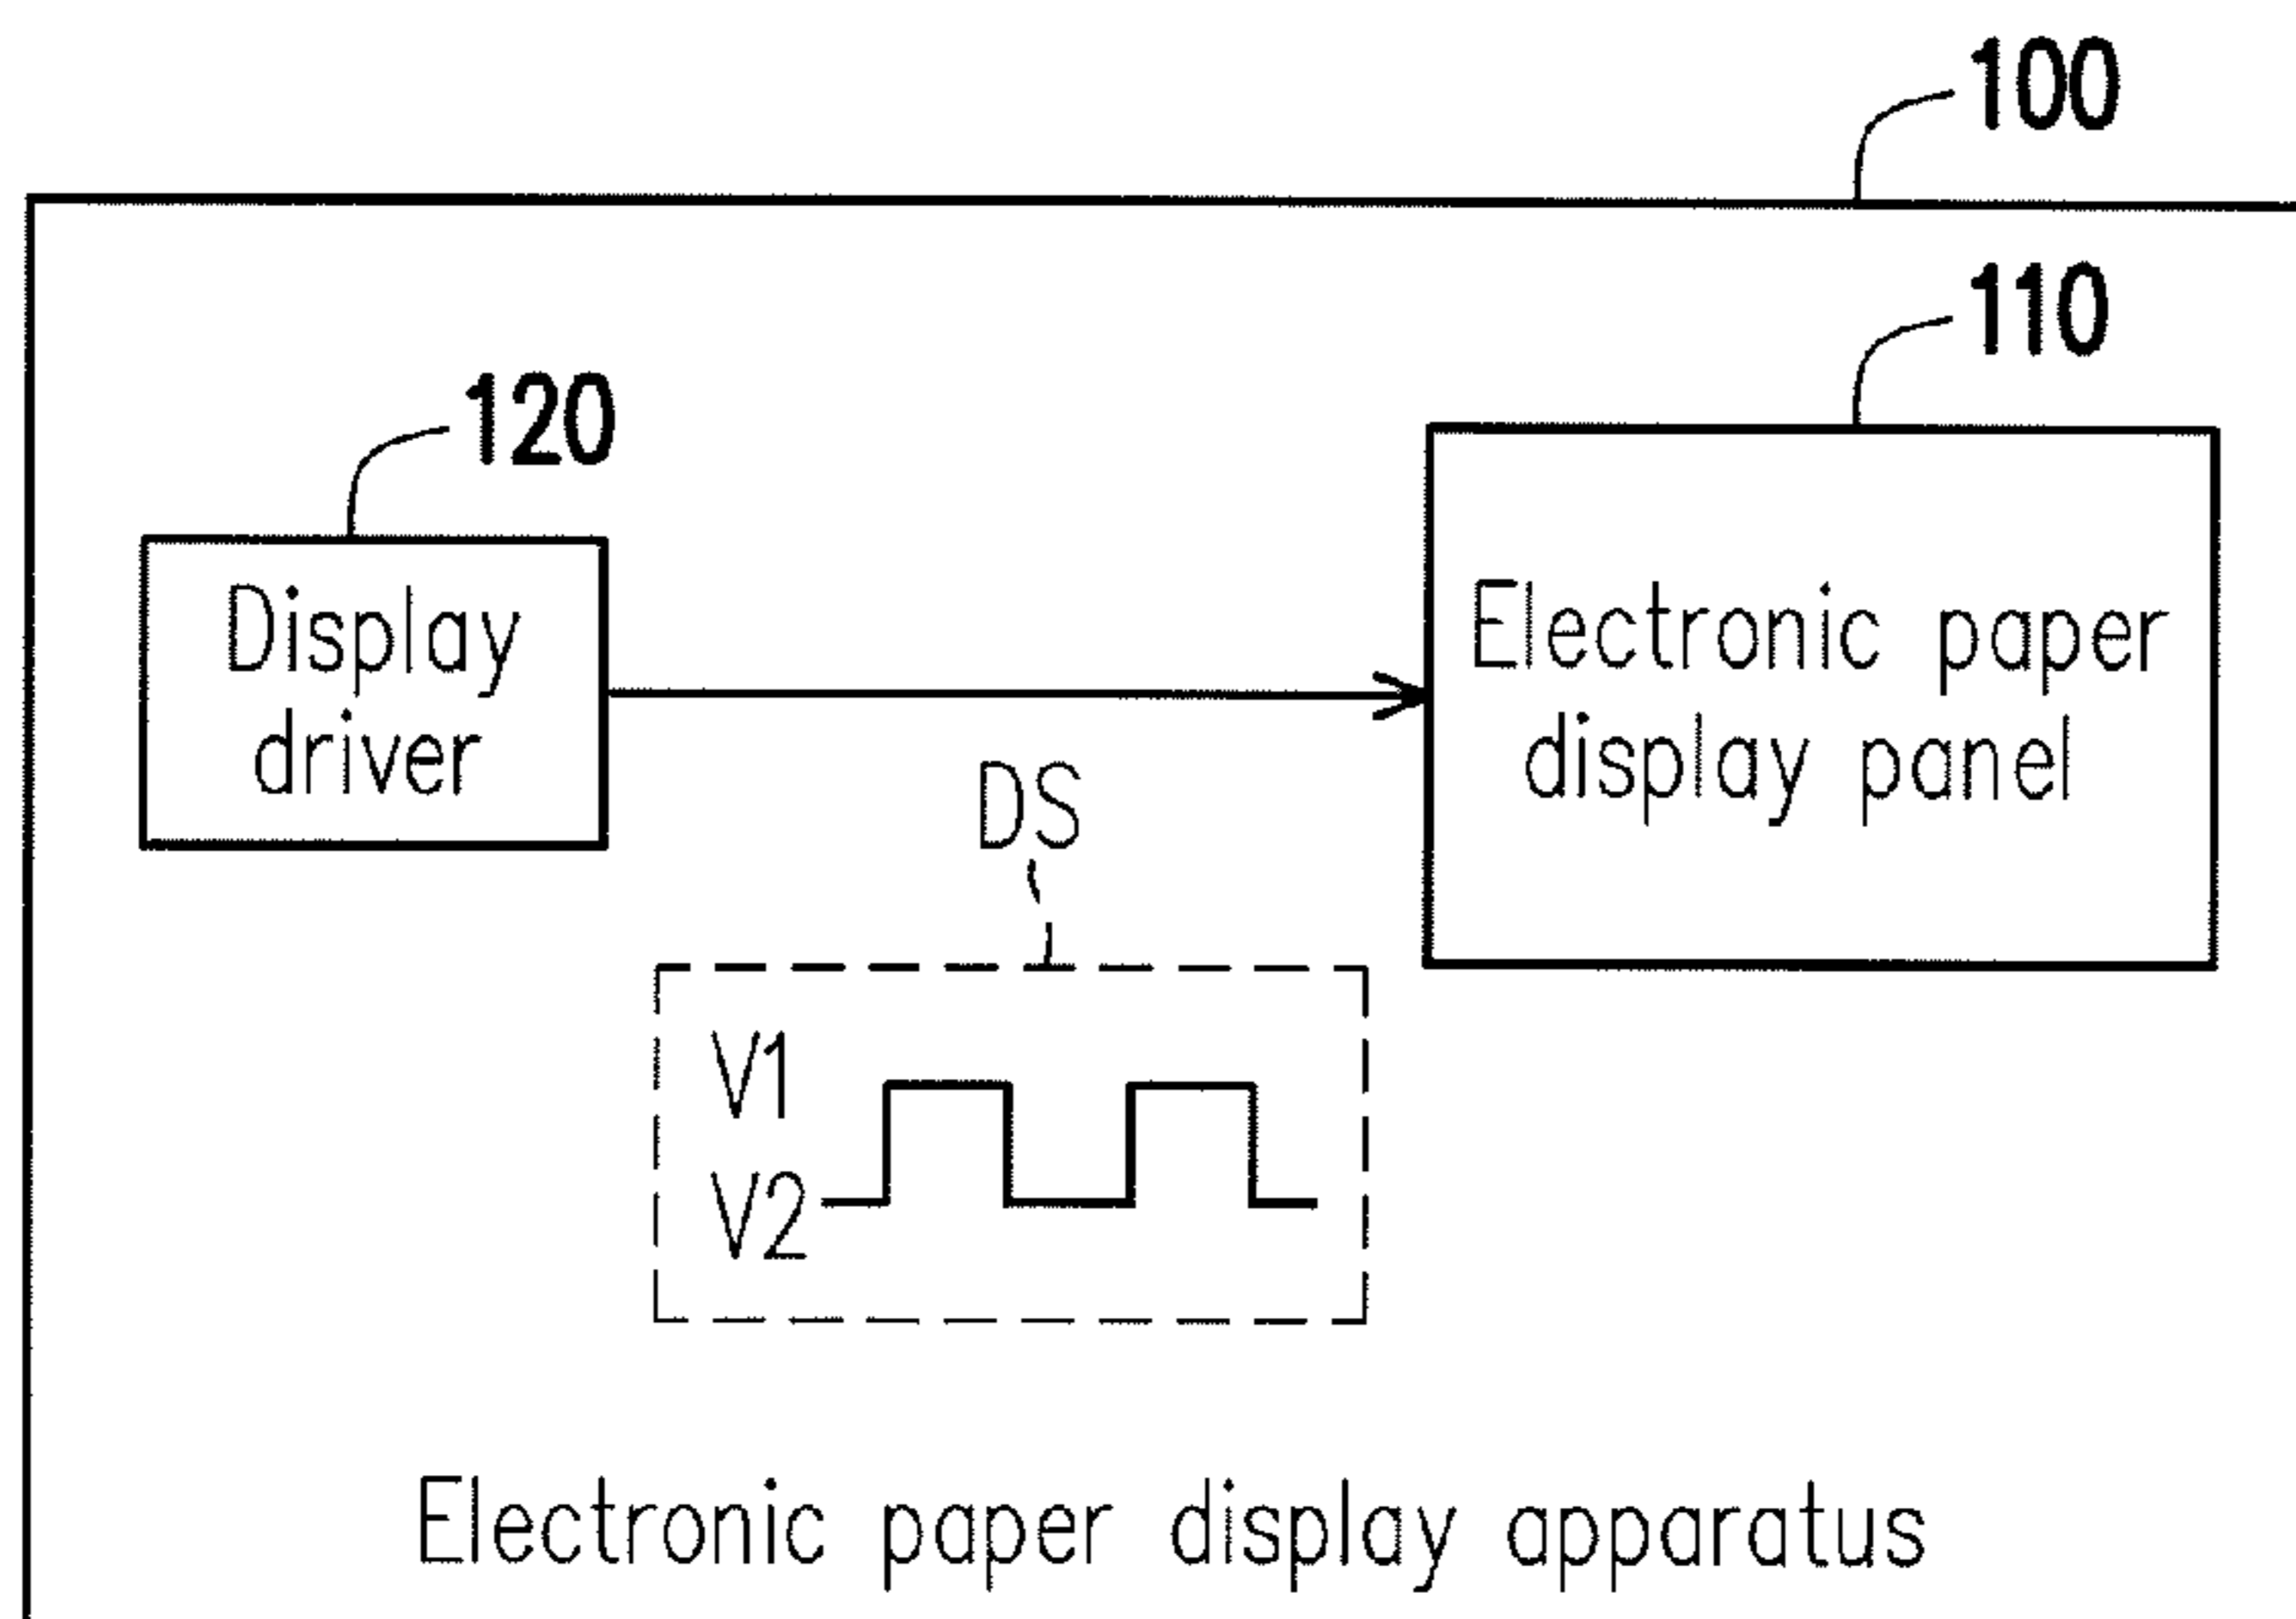 100
110
120
Display
driver
Electronic paper
display panel
DS
V1
V2
Electronic paper display apparatus